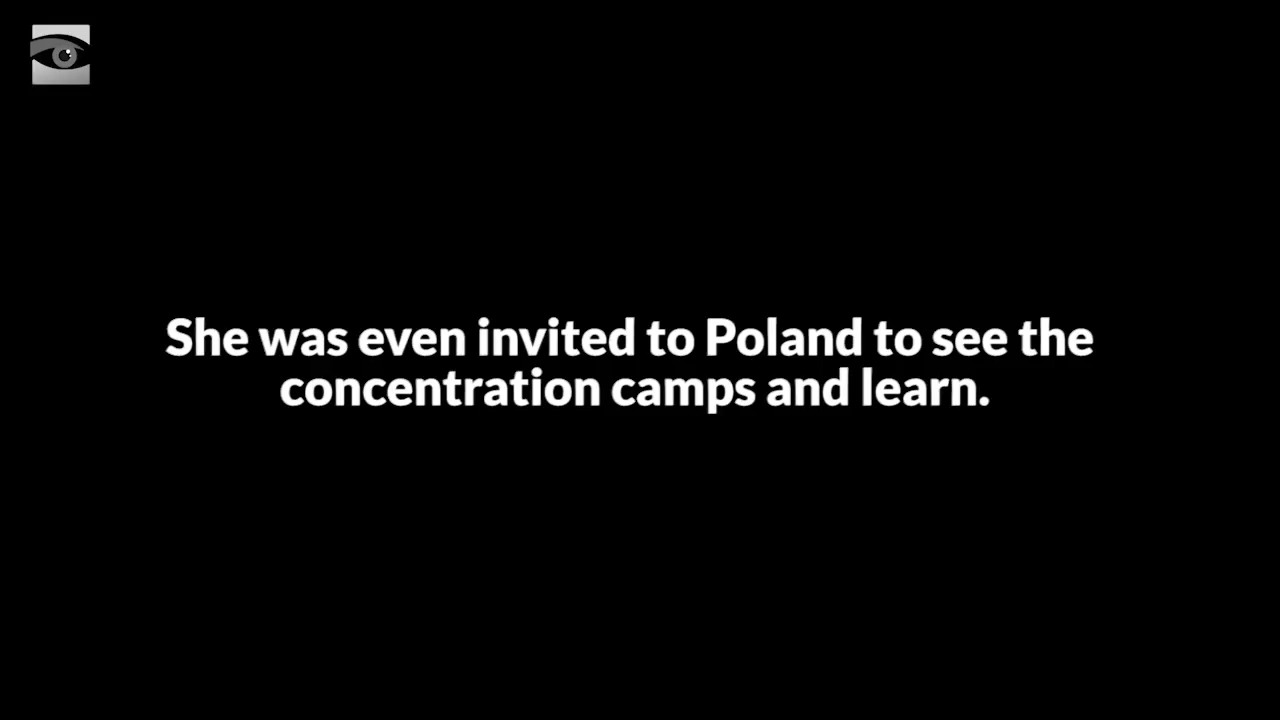 She was even invited to Poland to see the
concentration camps and learn.